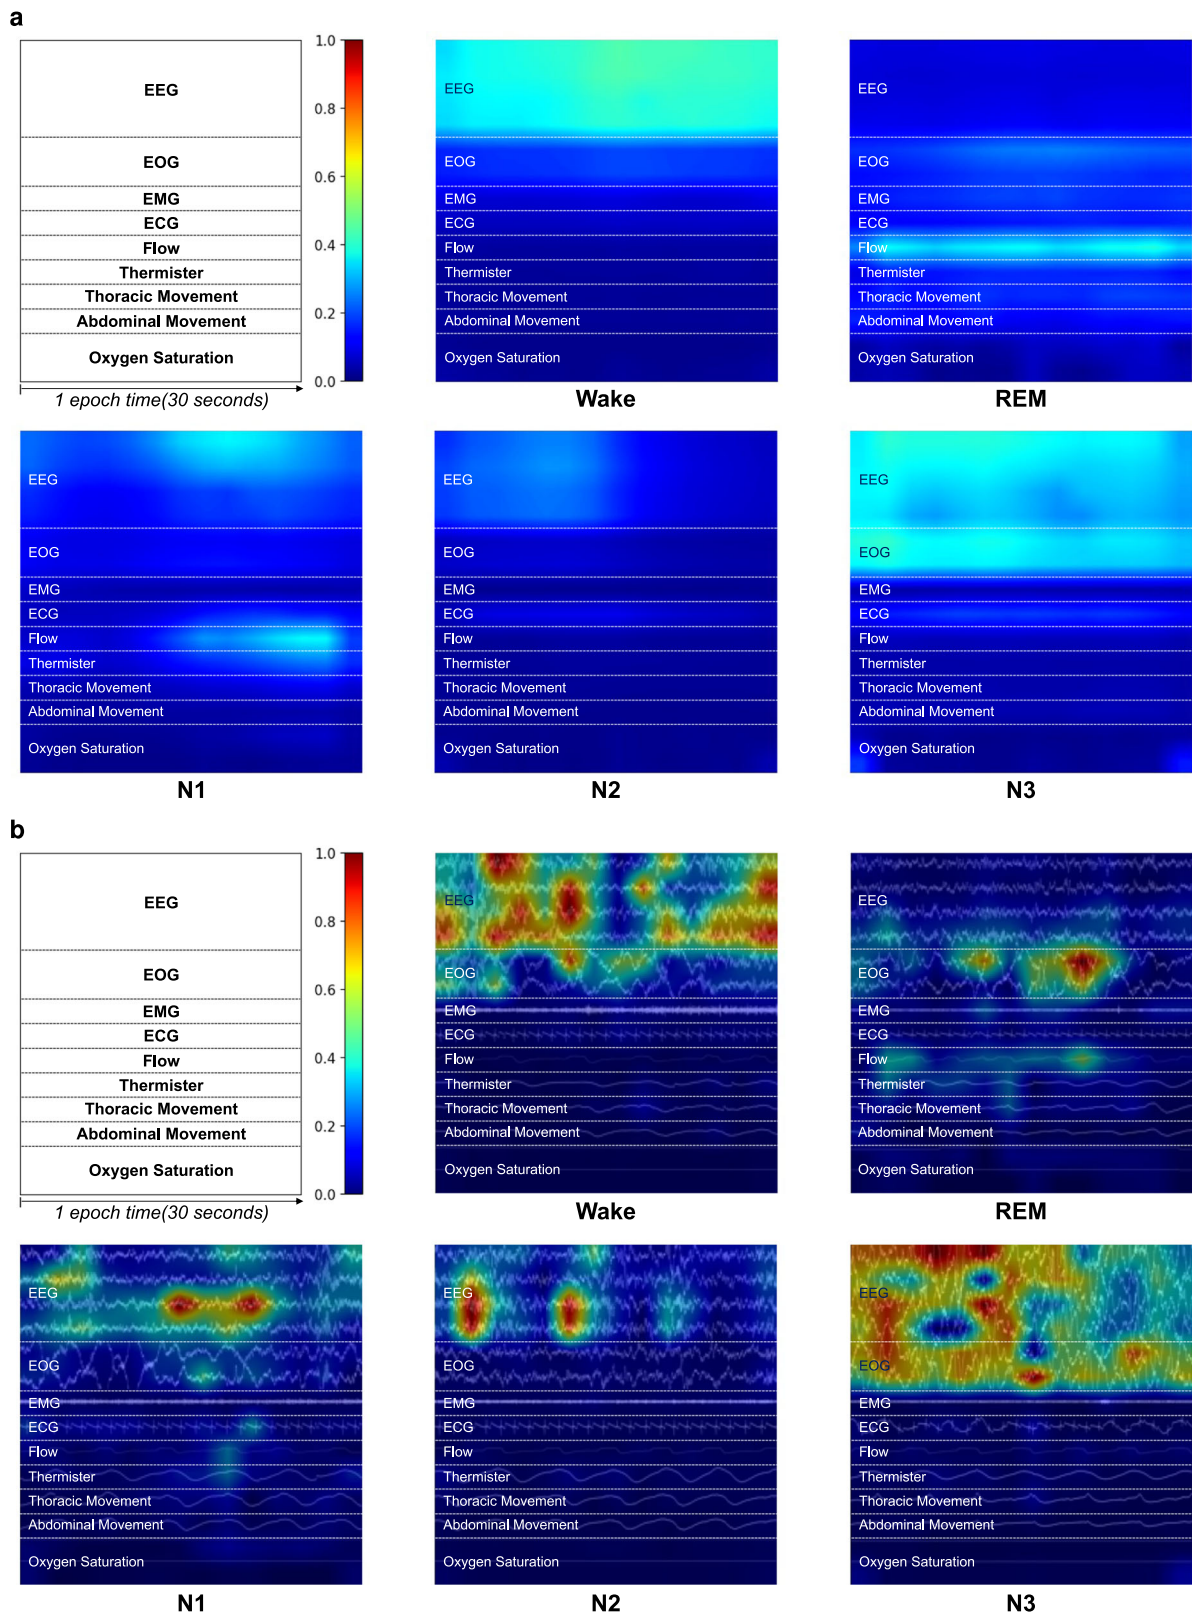 a
EEG
EOG
EMG
ECG
Flow
Thermister
Thoracic Movement
Abdominal Movement
Oxygen Saturation
1.0
0.8
0.6
0.4
0.2
0.0
1 epoch time(30 seconds)
EEG
EOG
EMG
ECG
Flow
Thermister
Thoracic Movement
Abdominal Movement
Oxygen Saturation
Wake
EEG
EOG
EMG
ECG
Flow
Thermister
Thoracic Movement
Abdominal Movement
Oxygen Saturation
REM
EEG
EOG
EMG
ECG
Flow
Thermister
Thoracic Movement
Abdominal Movement
Oxygen Saturation
N1
EEG
EOG
EMG
ECG
Flow
Thermister
Thoracic Movement
Abdominal Movement
Oxygen Saturation
N2
EEG
EOG
EMG
ECG
Flow
Thermister
Thoracic Movement
Abdominal Movement
Oxygen Saturation
N3
b
EEG
EOG
EMG
ECG
Flow
Thermister
Thoracic Movement
Abdominal Movement
Oxygen Saturation
1.0
0.8
0.6
0.4
0.2
0.0
1 epoch time(30 seconds)
EEG
EOG
EMG
ECG
Flow
Thermister
Thoracic Movement
Abdominal Movement
Oxygen Saturation
Wake
EEG
EOG
EMG
ECG
Flow
Thermister
Thoracic Movement
Abdominal Movement
Oxygen Saturation
REM
EEG
EOG
EMG
ECG
Flow
Thermister
Thoracic Movement
Abdominal Movement
Oxygen Saturation
N1
EEG
EOG
EMG
ECG
Flow
Thermister
Thoracic Movement
Abdominal Movement
Oxygen Saturation
N2
EEG
EOG
EMG
ECG
Flow
Thermister
Thoracic Movement
Abdominal Movement
Oxygen Saturation
N3